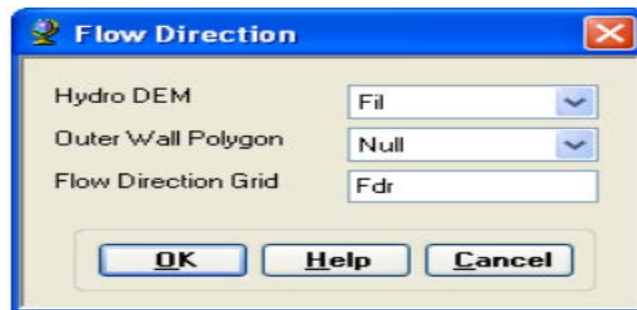 Flow Direction
Hydro DEM Fil
Outer Wall Polygon Null
Flow Direction Grid Fdr
OK Help Cancel